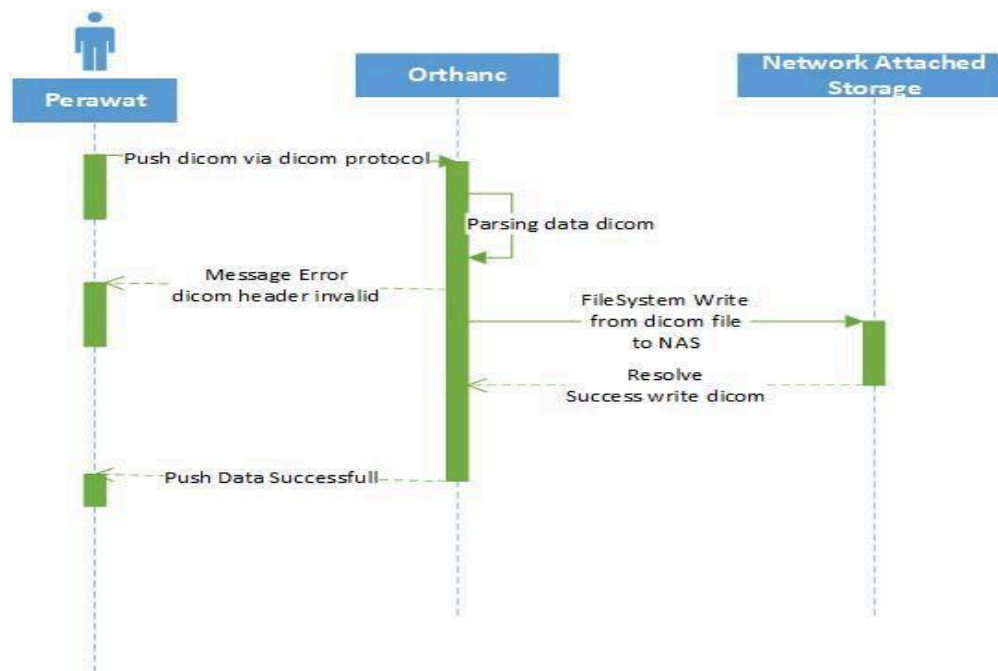 Perawat
Orthanc
Network Attached
Storage
Push dicom via dicom protocol
Parsing data dicom
Message Error
dicom header invalid
FileSystem Write
from dicom file
to NAS
Resolve
Success write dicom
Push Data Successfull